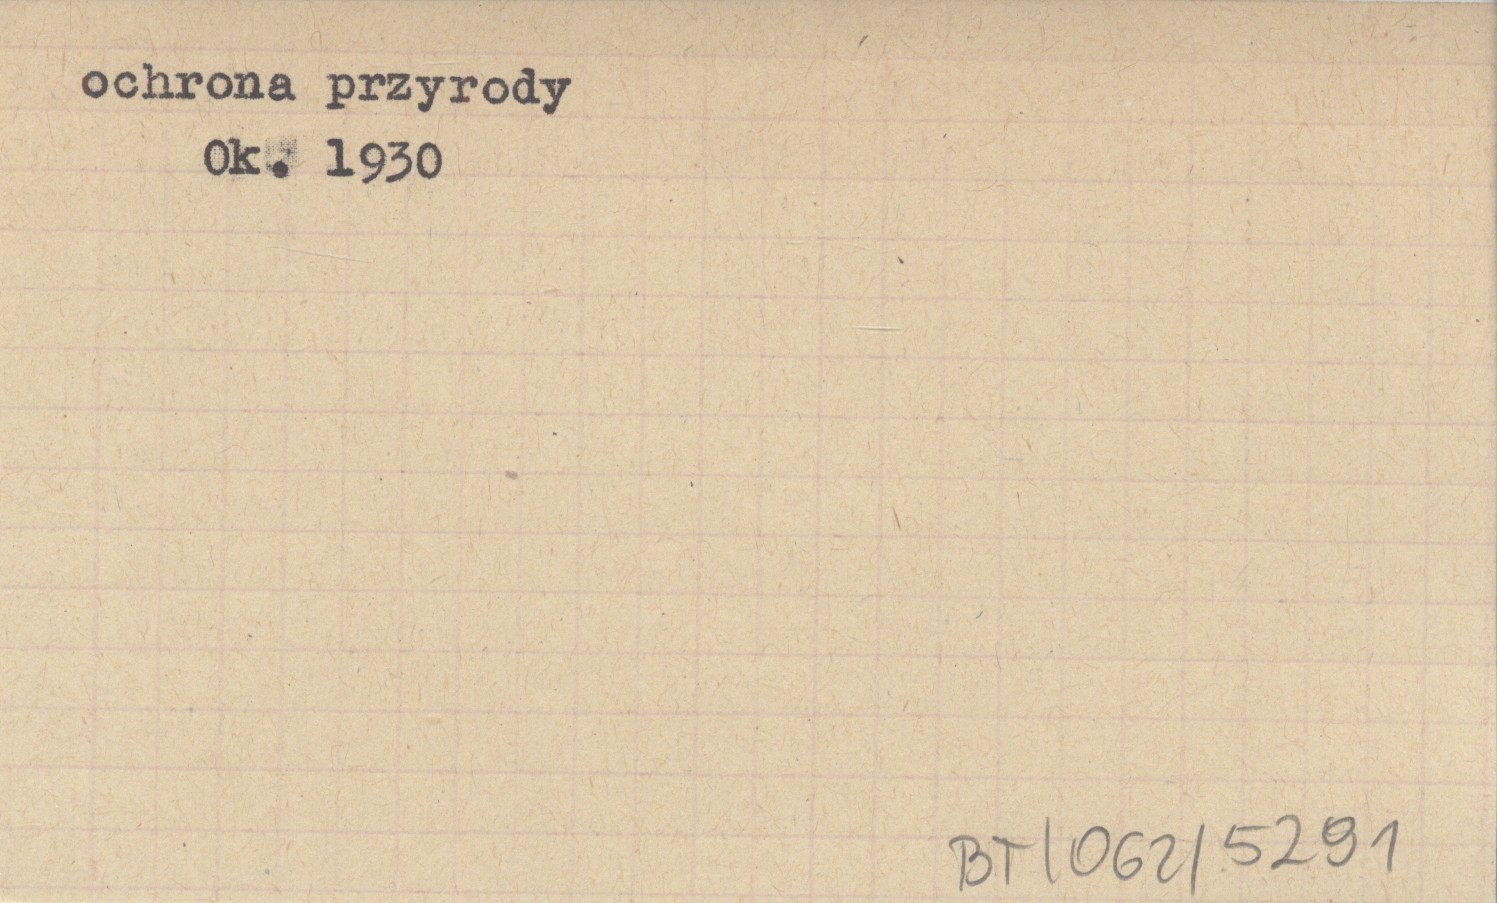 ochrona przyrody
Ok. 1930
BT/062/5291